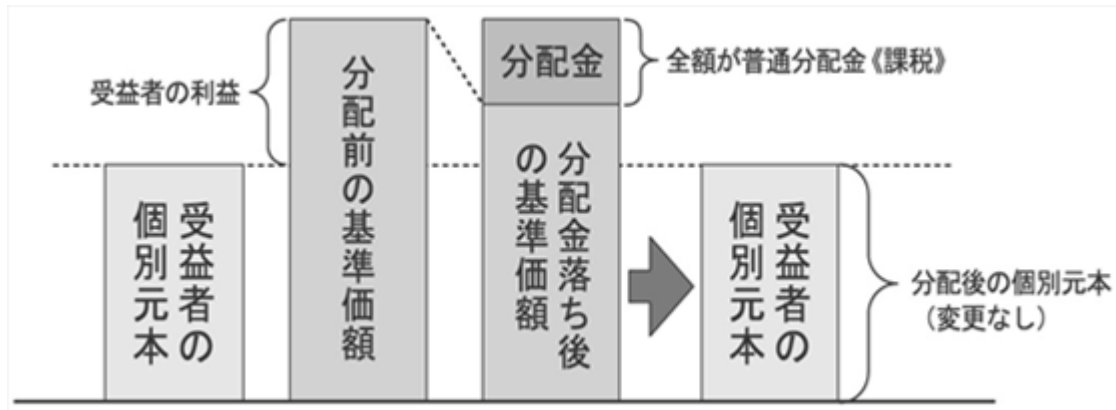 受益者の利益
受益者の
個別元本
分配前の基準価額
分配金
全額が普通分配金《課税》
分配金落ち後
の基準価額
受益者の
個別元本
分配後の個別元本
（変更なし）